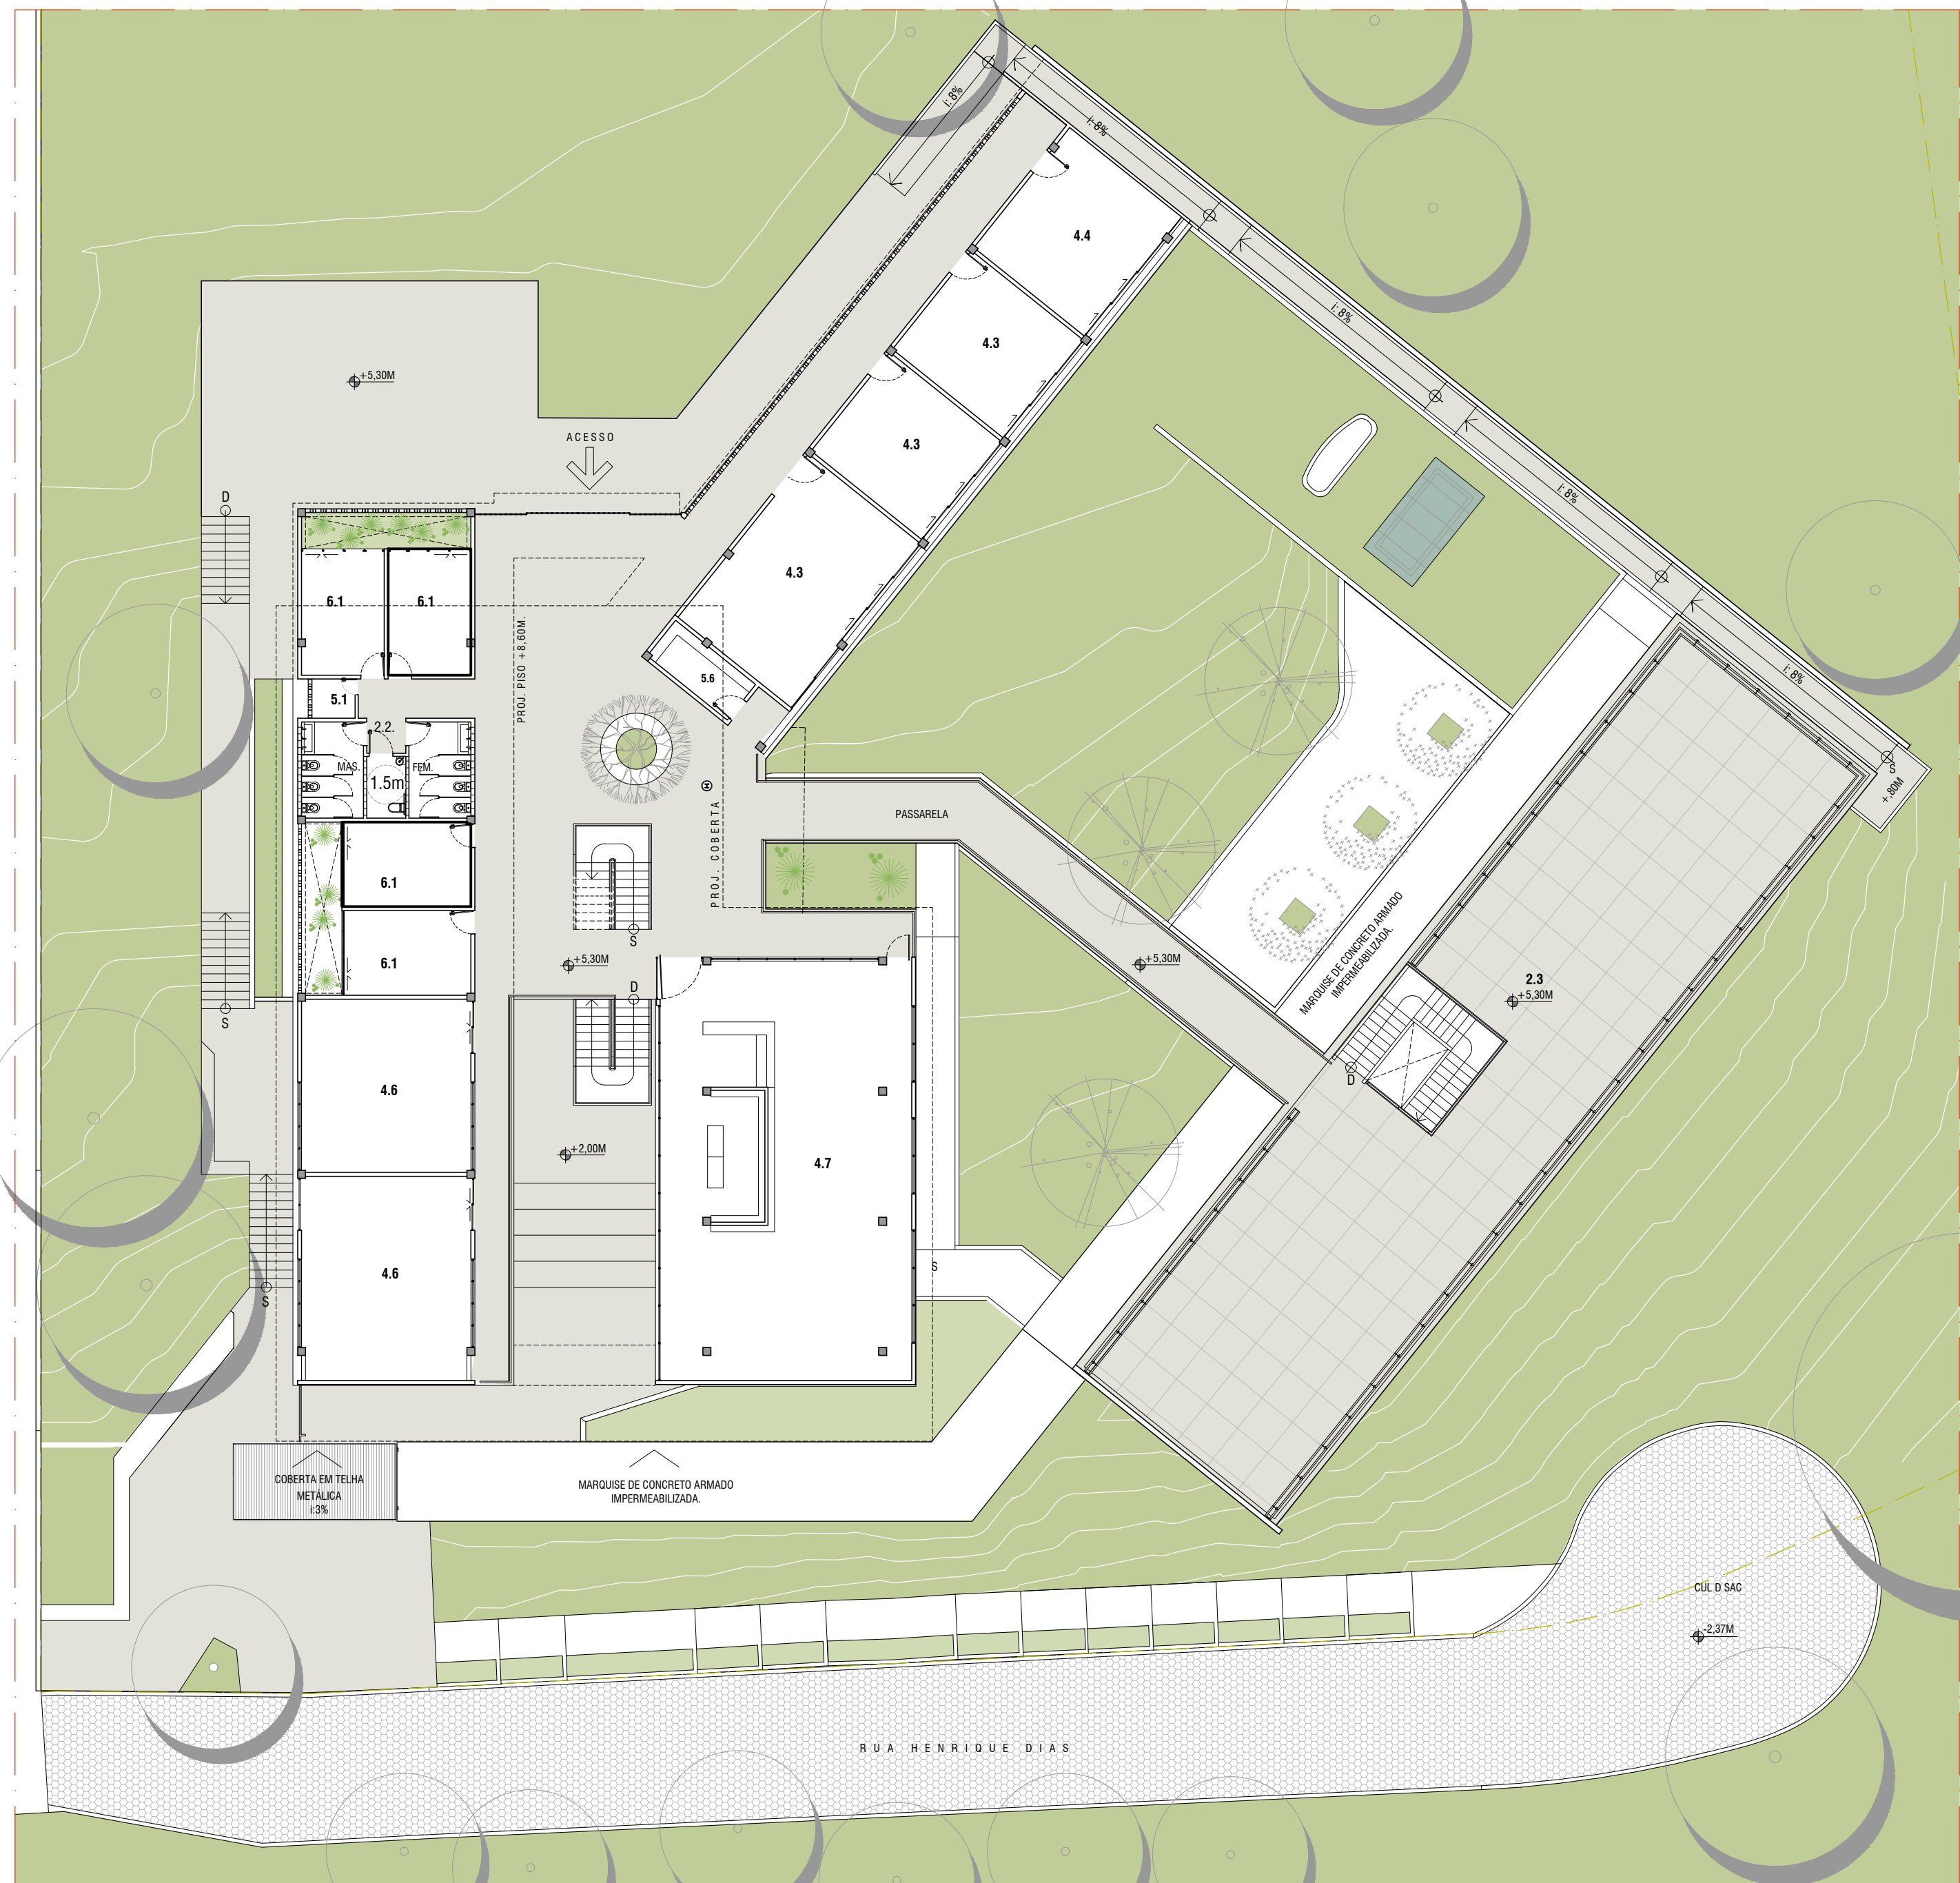 i: 8%
i: 8%
4.4
i: 8%
4.3
+5,30M
ACESSO
4.3
D
i: 8%
4.3
6.1
6.1
PROJ. PISO +8,60M.
5.6
i: 8%
5.1
2.2.
MAS.
FEM.
1.5m
S
+,80M
PROJ. COBERTA
PASSARELA
6.1
S
MARQUISE DE CONCRETO ARMADO
IMPERMEABILIZADA.
6.1
+5,30M
+5,30M
2.3
+5,30M
D
S
D
4.6
+2,00M
4.7
4.6
S
S
COBERTA EM TELHA
METÁLICA
i:3%
MARQUISE DE CONCRETO ARMADO
IMPERMEABILIZADA.
CUL D SAC
-2,37M
RUA HENRIQUE DIAS